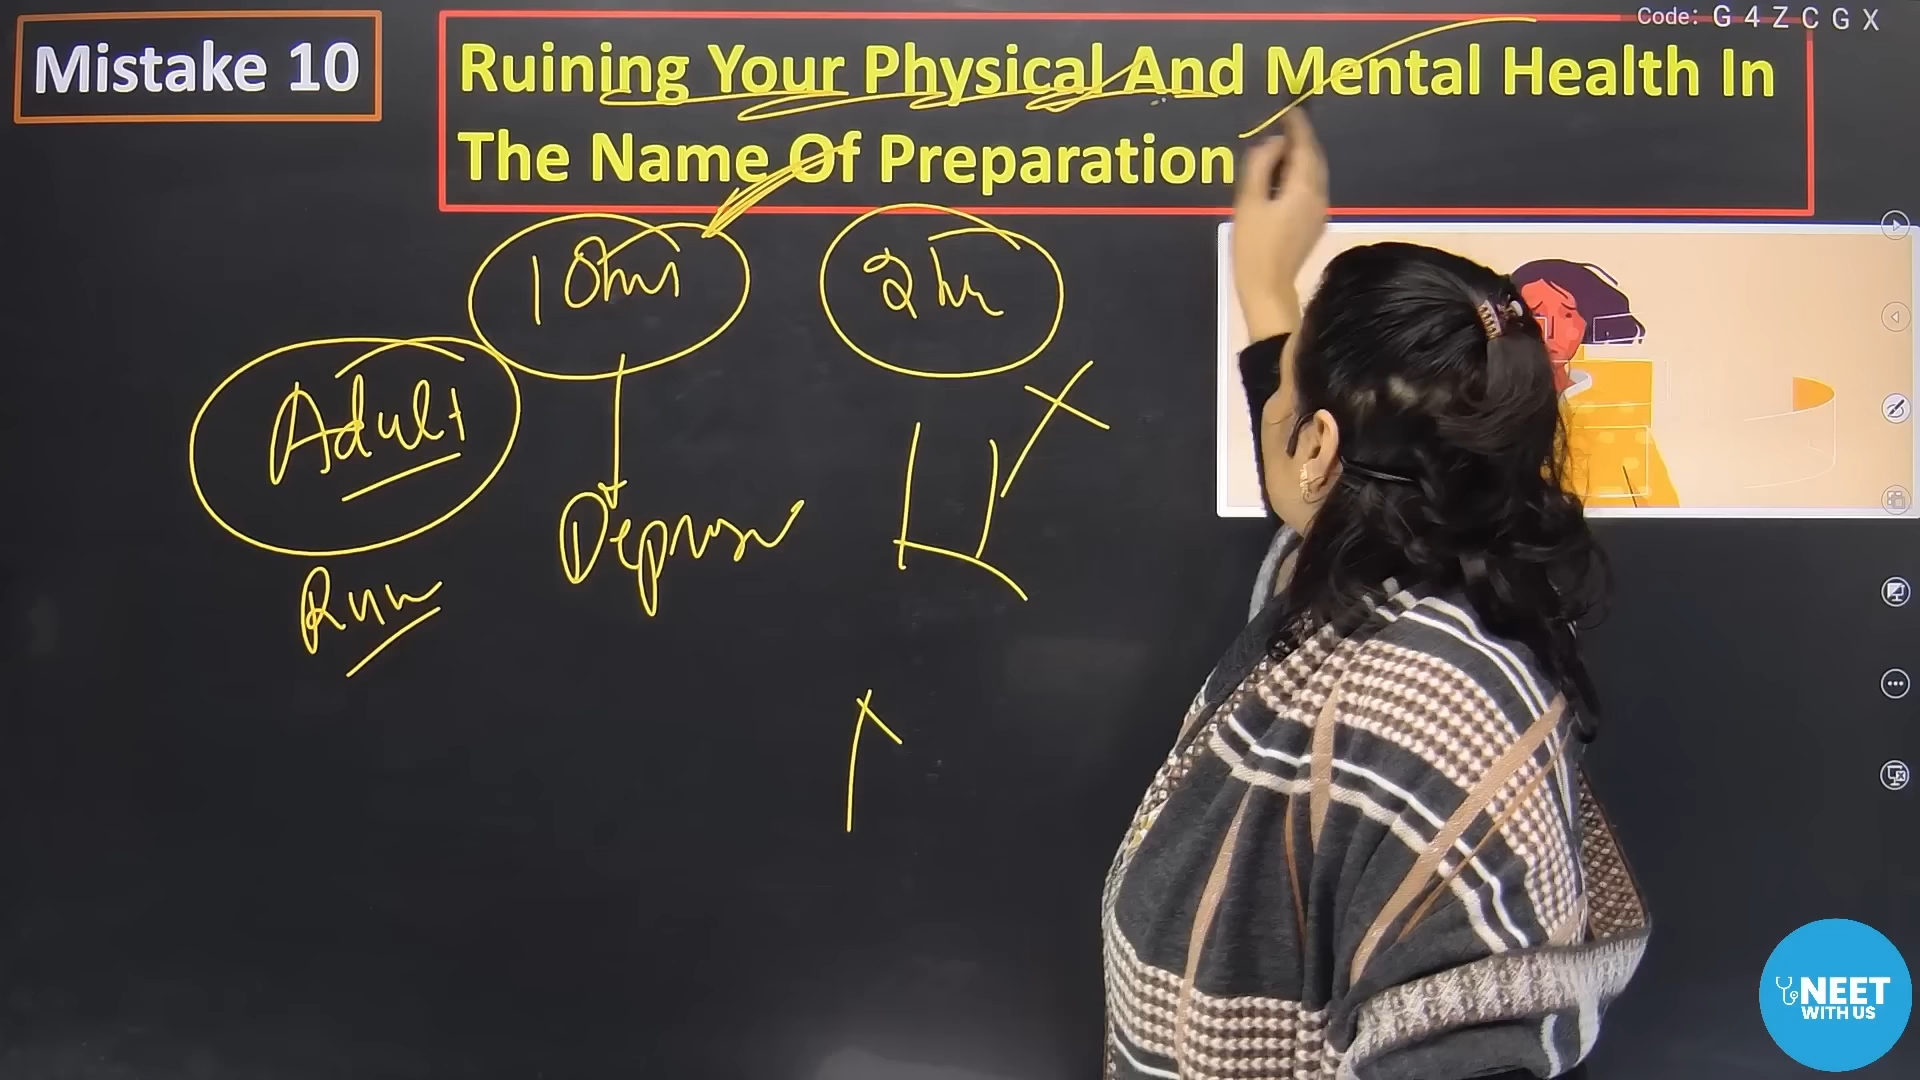 Code: G 4 Z C G X
Mistake 10
Ruining Your Physical And Mental Health In
The Name Of Preparation
10hrs
2hr
Adult
Run
NEET
WITH US